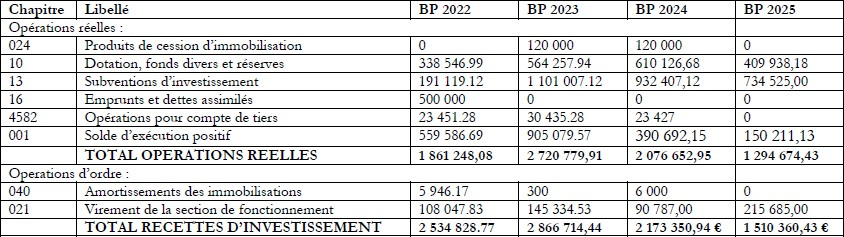 Chapitre Libellé BP 2022 BP 2023 BP 2024 BP 2025
Opérations réelles :
024 Produits de cession d’immobilisation 0 120 000 120 000 0
10 Dotation, fonds divers et réserves 338 546.99 564 257.94 610 126,68 409 938,18
13 Subventions d’investissement 191 119.12 1 101 007.12 932 407,12 734 525,00
16 Emprunts et dettes assimilés 500 000 0 0 0
4582 Opérations pour compte de tiers 23 451.28 30 435.28 23 427 0
001 Solde d’exécution positif 559 586.69 905 079.57 390 692,15 150 211,13
TOTAL OPERATIONS REELLES 1 861 248,08 2 720 779,91 2 076 652,95 1 294 674,43
Operations d’ordre :
040 Amortissements des immobilisations 5 946.17 300 6 000 0
021 Virement de la section de fonctionnement 108 047.83 145 334.53 90 787,00 215 685,00
TOTAL RECETTES D’INVESTISSEMENT 2 534 828.77 2 866 714,44 2 173 350,94 € 1 510 360,43 €